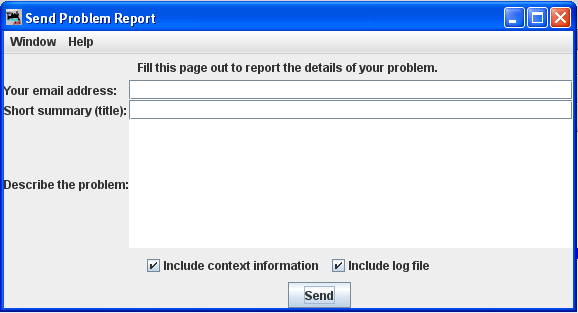 Send Problem Report
Window Help
Fill this page out to report the details of your problem.
Your email address:
Short summary (title):
Describe the problem:
Include context information Include log file
Send